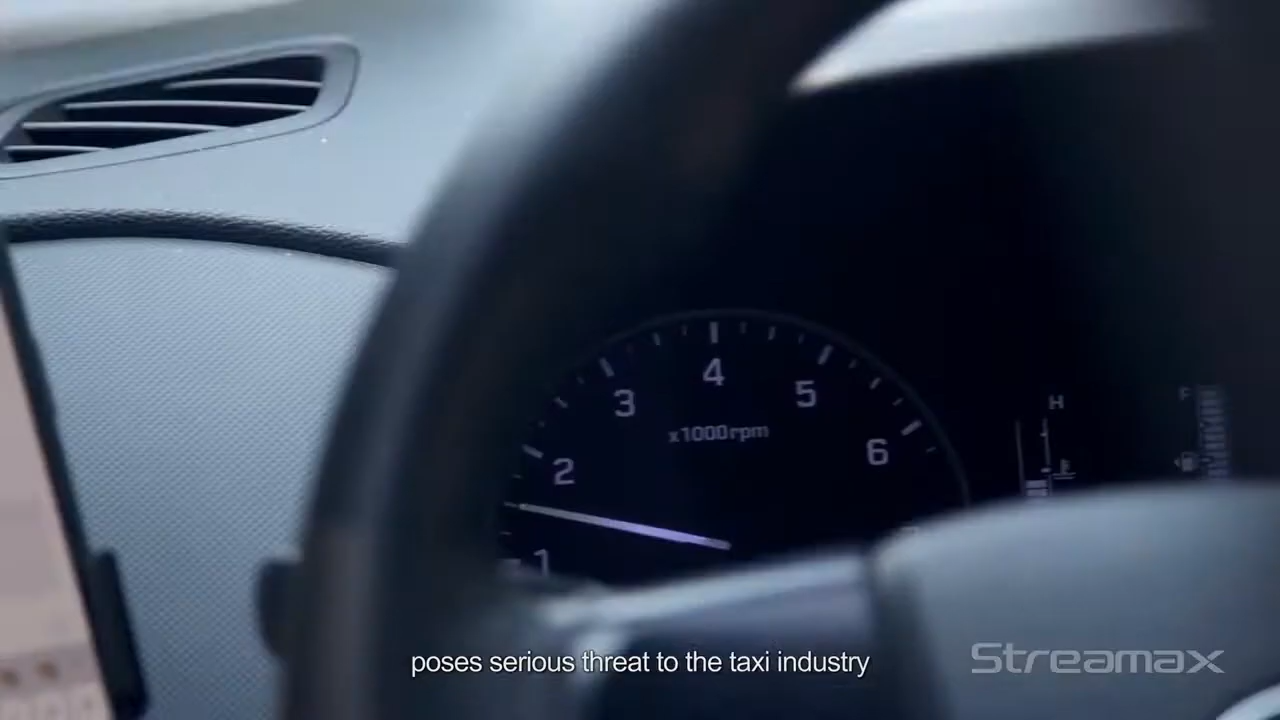 4
3
5
x1000rpm
2
6
1
H
F
poses serious threat to the taxi industry
Streamax